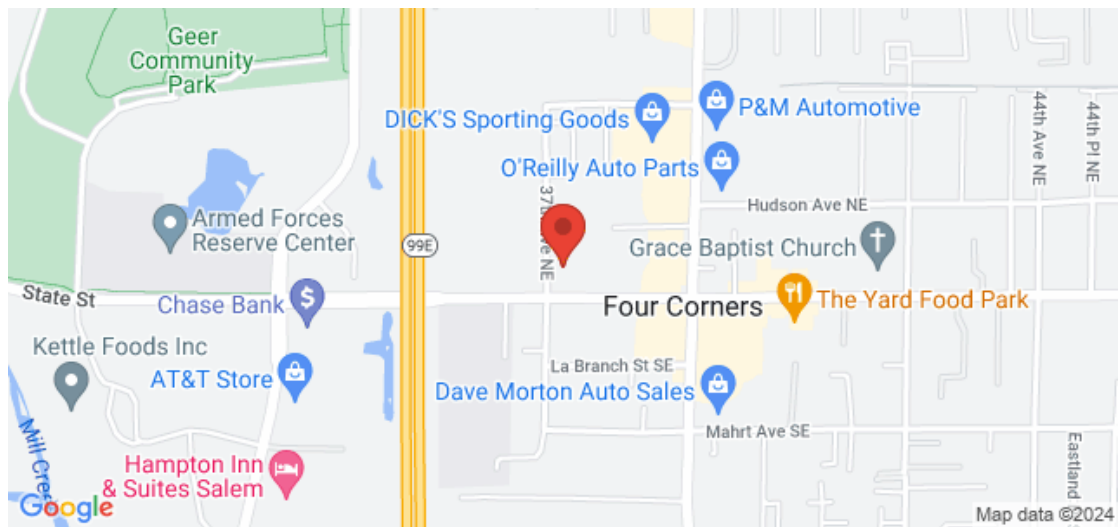 Geer
Community
Park
DICK'S Sporting Goods
P&M Automotive
O'Reilly Auto Parts
44th Ave NE
44th Pl NE
Hudson Ave NE
Armed Forces
Reserve Center
99E
Grace Baptist Church
State St
Chase Bank
Four Corners
The Yard Food Park
Kettle Foods Inc
La Branch St SE
AT&T Store
Dave Morton Auto Sales
Mahrt Ave SE
Hampton Inn
& Suites Salem
Eastland
Google
Map data ©2024